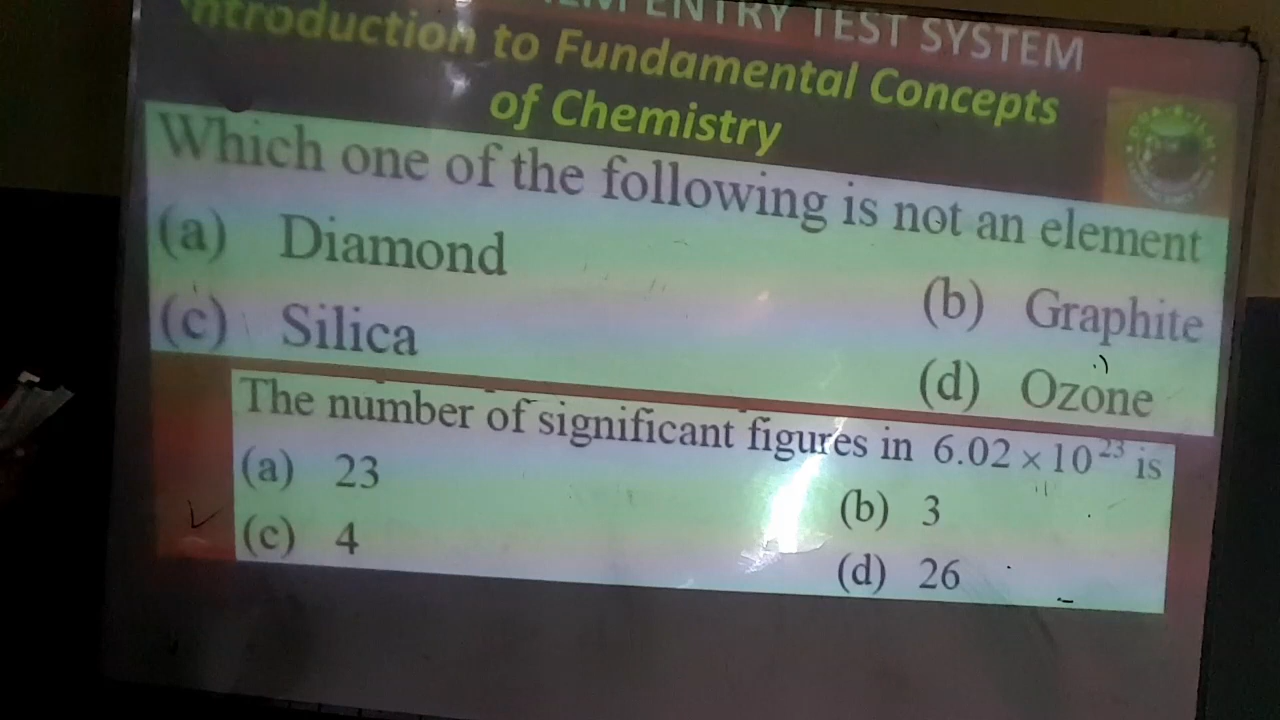 ENTRY TEST SYSTEM
Introduction to Fundamental Concepts
of Chemistry
Which one of the following is not an element
(a) Diamond
(b) Graphite
(c) Silica
(d) Ozone
The number of significant figures in 6.02 × 10²³ is
(a) 23
(b) 3
(c) 4
(d) 26